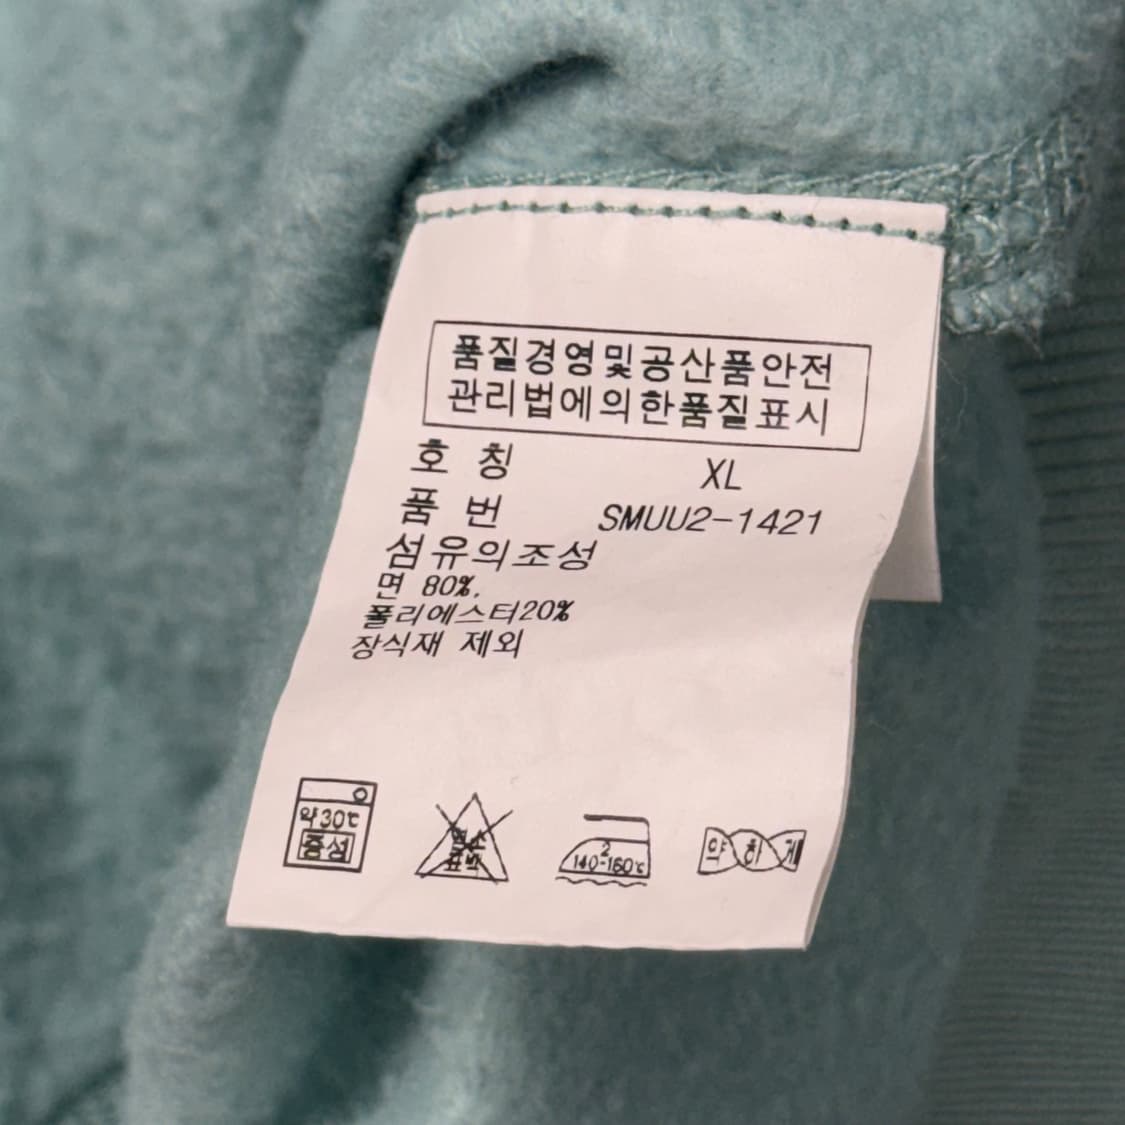 품질경영및공산품안전
관리법에의한품질표시
호 칭 XL
품 번 SMUU2-1421
섬유의조성
면 80%,
폴리에스터20%
장식재 제외
약30℃
중성
염소
표백
2
140-160℃
약하게